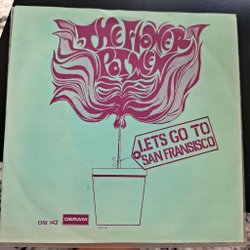 THE FLOWER
POT MEN
LETS GO TO
SAN FRANSISCO
DM 142 DERAM